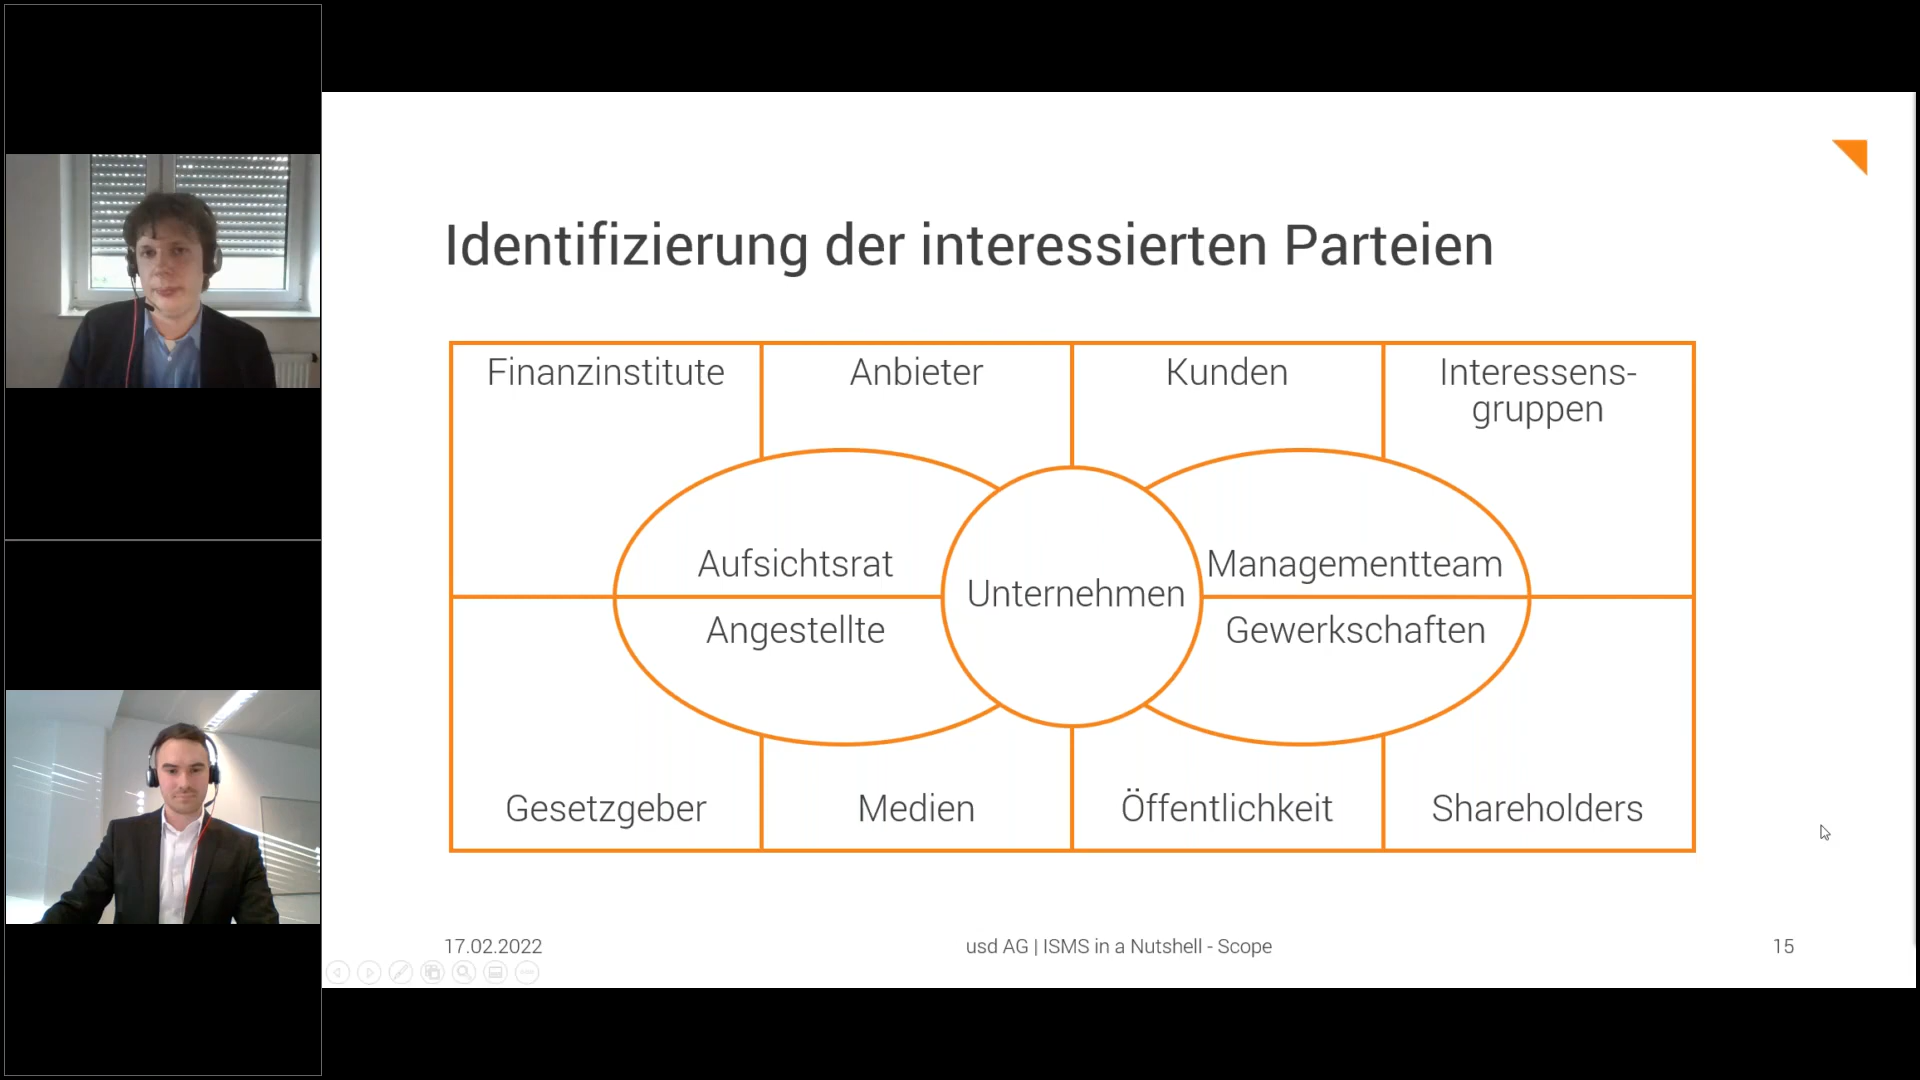 Identifizierung der interessierten Parteien
Finanzinstitute
Anbieter
Kunden
Interessens-
gruppen
Aufsichtsrat
Managementteam
Unternehmen
Angestellte
Gewerkschaften
Gesetzgeber
Medien
Öffentlichkeit
Shareholders
17.02.2022
usd AG | ISMS in a Nutshell - Scope
15